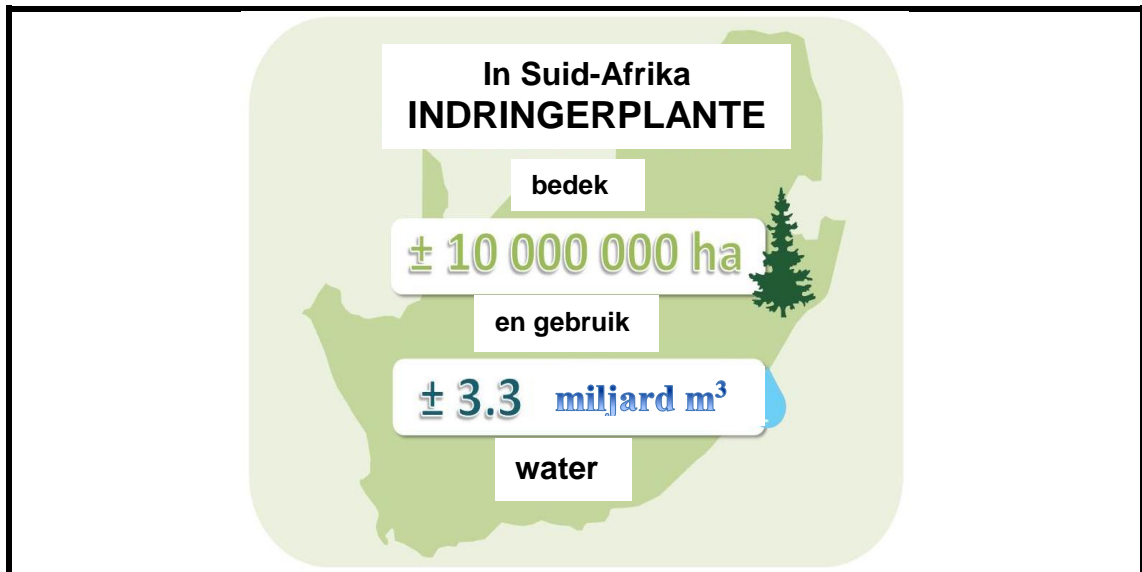 In Suid-Afrika
INDRINGERPLANTE
bedek
± 10 000 000 ha
en gebruik
± 3.3 miljard m³
water